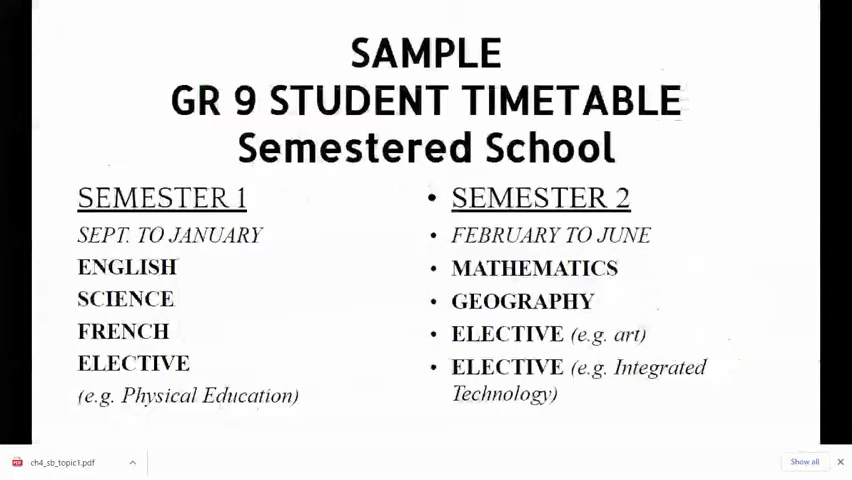 SAMPLE
GR 9 STUDENT TIMETABLE
Semestered School
SEMESTER 1
SEPT. TO JANUARY
ENGLISH
SCIENCE
FRENCH
ELECTIVE
(e.g. Physical Education)
• SEMESTER 2
• FEBRUARY TO JUNE
• MATHEMATICS
• GEOGRAPHY
• ELECTIVE (e.g. art)
• ELECTIVE (e.g. Integrated
Technology)
ch4_sb_topic1.pdf
Show all